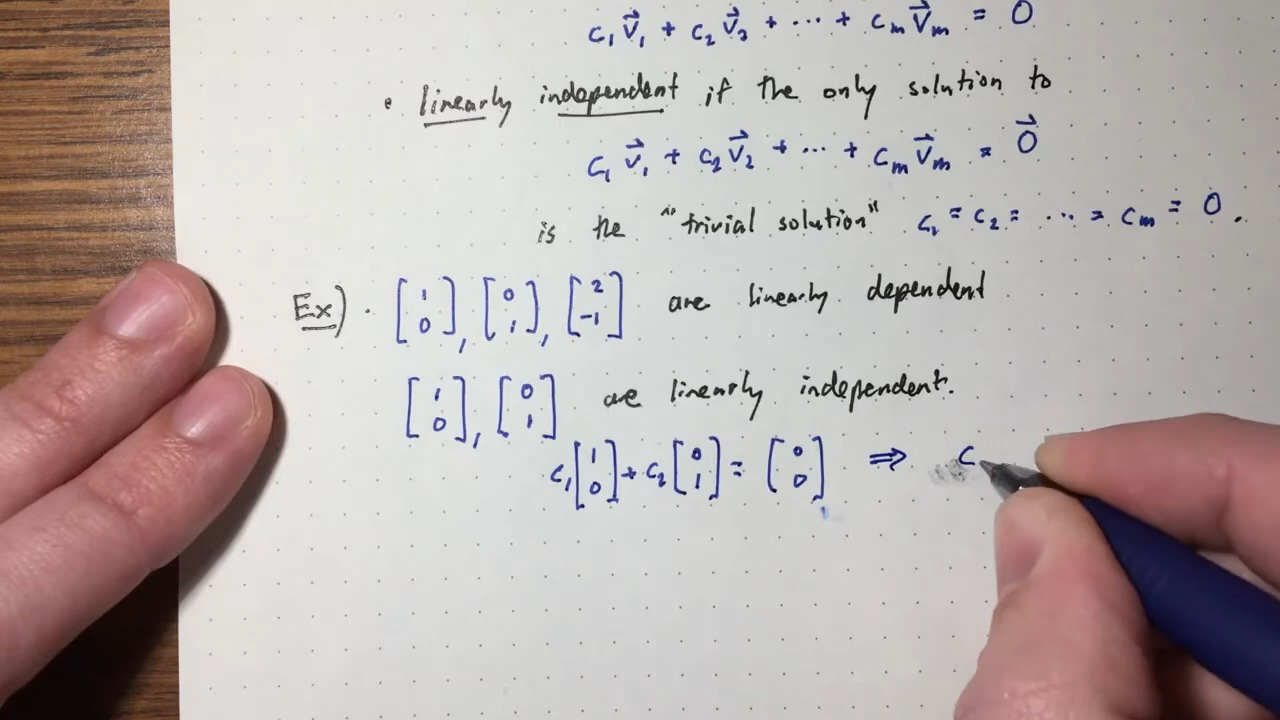 c₁v⃗₁ + c₂v⃗₂ + ⋯ + cₘv⃗ₘ = 0
• linearly independent if the only solution to
c₁v⃗₁ + c₂v⃗₂ + ⋯ + cₘv⃗ₘ = 0⃗
is the "trivial solution" c₁ = c₂ = ⋯ = cₘ = 0.
Ex) · [1 0], [0 1], [2 -1] are linearly dependent
[1 0], [0 1] are linearly independent.
c₁[1 0] + c₂[0 1] = [0 0] ⇒ c